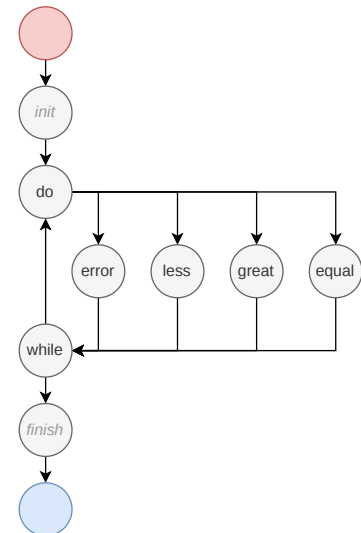 init
do
error
less
great
equal
while
finish